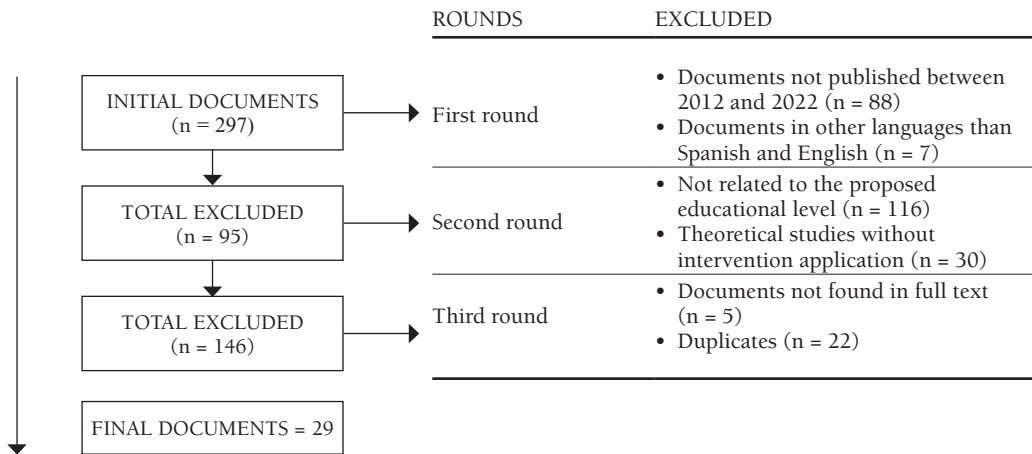 ROUNDS
EXCLUDED
INITIAL DOCUMENTS
(n = 297)
First round
• Documents not published between
2012 and 2022 (n = 88)
• Documents in other languages than
Spanish and English (n = 7)
TOTAL EXCLUDED
(n = 95)
Second round
• Not related to the proposed
educational level (n = 116)
• Theoretical studies without
intervention application (n = 30)
TOTAL EXCLUDED
(n = 146)
Third round
• Documents not found in full text
(n = 5)
• Duplicates (n = 22)
FINAL DOCUMENTS = 29